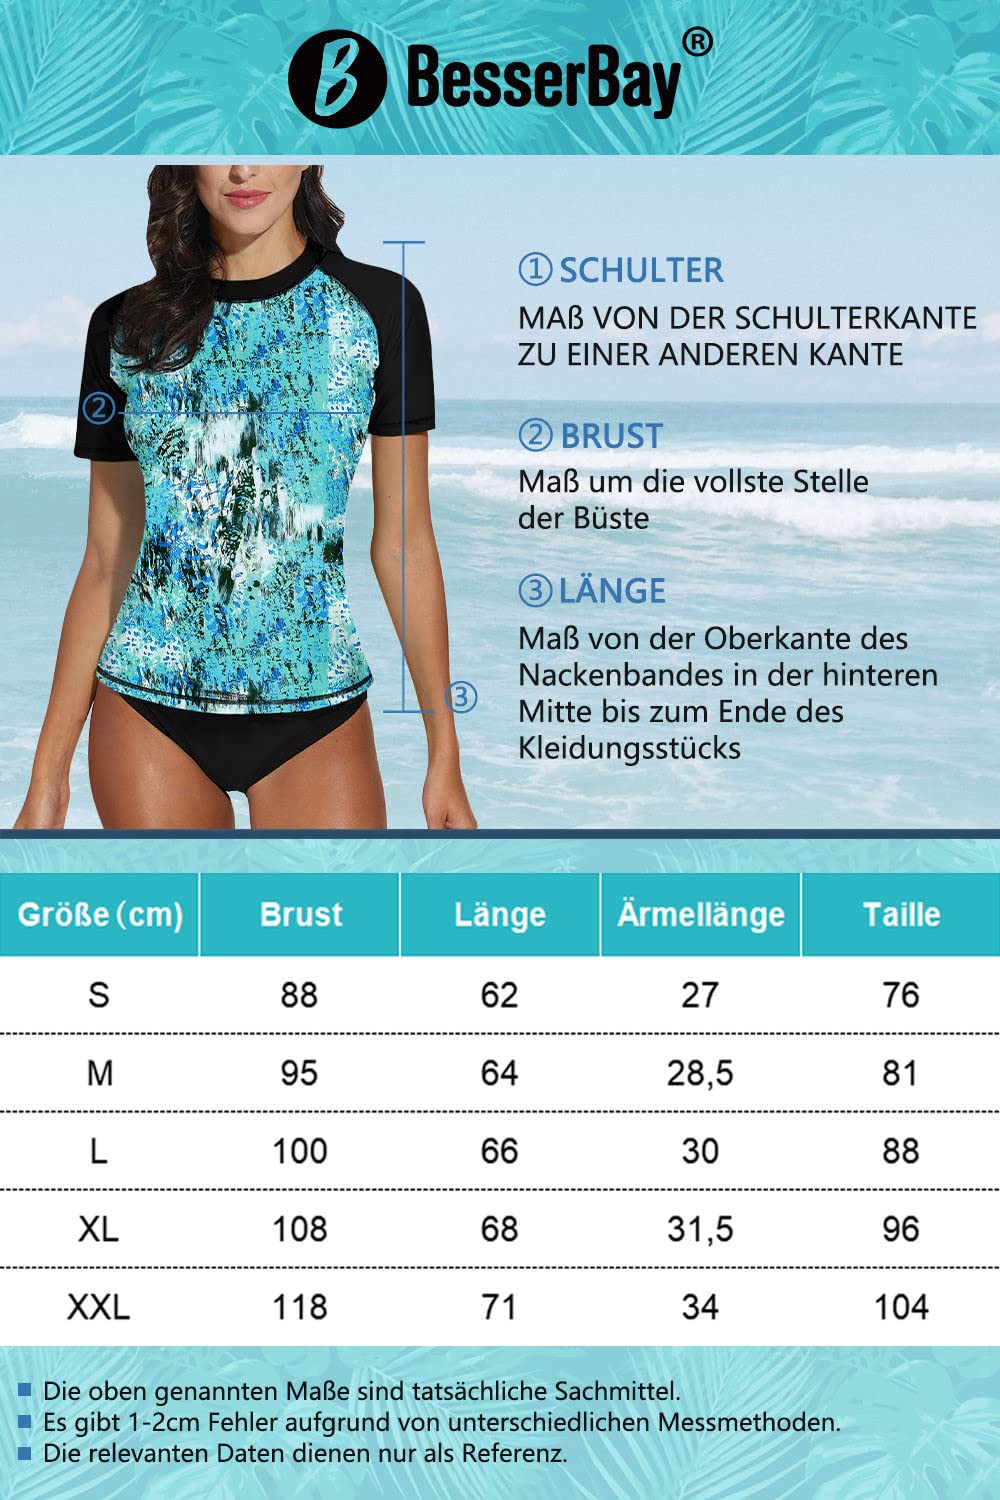 B BesserBay®
① SCHULTER
MAß VON DER SCHULTERKANTE
ZU EINER ANDEREN KANTE
② BRUST
Maß um die vollste Stelle
der Büste
③ LÄNGE
Maß von der Oberkante des
Nackenbandes in der hinteren
Mitte bis zum Ende des
Kleidungsstücks
②
③
Größe (cm) Brust Länge Ärmellänge Taille
S 88 62 27 76
M 95 64 28,5 81
L 100 66 30 88
XL 108 68 31,5 96
XXL 118 71 34 104
Die oben genannten Maße sind tatsächliche Sachmittel.
Es gibt 1-2cm Fehler aufgrund von unterschiedlichen Messmethoden.
Die relevanten Daten dienen nur als Referenz.